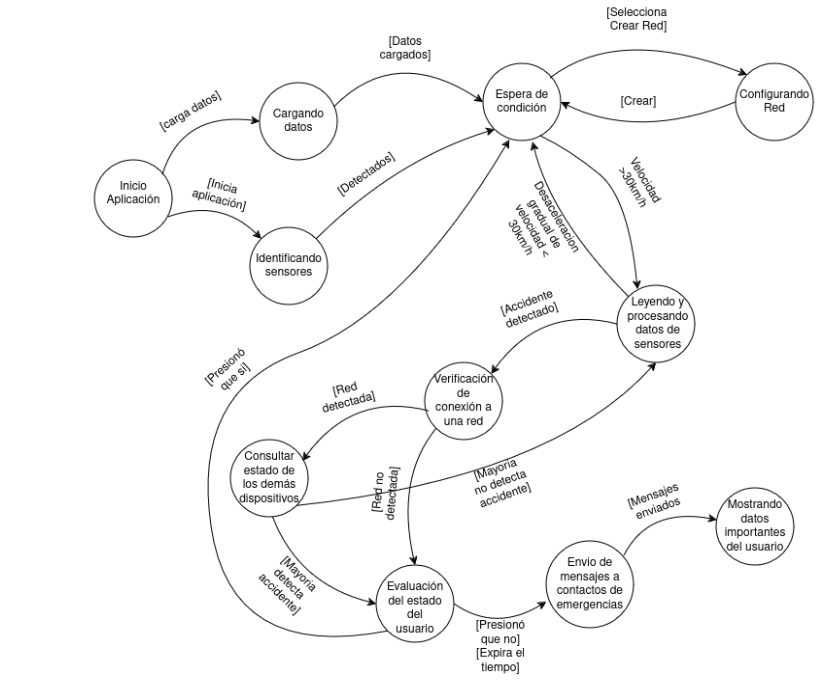 [Selecciona
Crear Red]
[Datos
cargados]
Espera de
condición
[Crear]
Configurando
Red
[carga datos]
Cargando
datos
Inicio
Aplicación
[Inicia
aplicación]
[Detectados]
Identificando
sensores
Velocidad
>30km/h
Desaceleracion
gradual de
velocidad <
30km/h
Leyendo y
procesando
datos de
sensores
[Accidente
detectado]
[Presionó
que si]
[Red
detectada]
Verificación
de
conexión a
una red
Consultar
estado de
los demás
dispositivos
[Red no
detectada]
[Mayoria
no detecta
accidente]
[Mayoria
detecta
accidente]
[Mensajes
enviados
Mostrando
datos
importantes
del usuario
Evaluación
del estado
del
usuario
Envio de
mensajes a
contactos de
emergencias
[Presionó
que no]
[Expira el
tiempo]